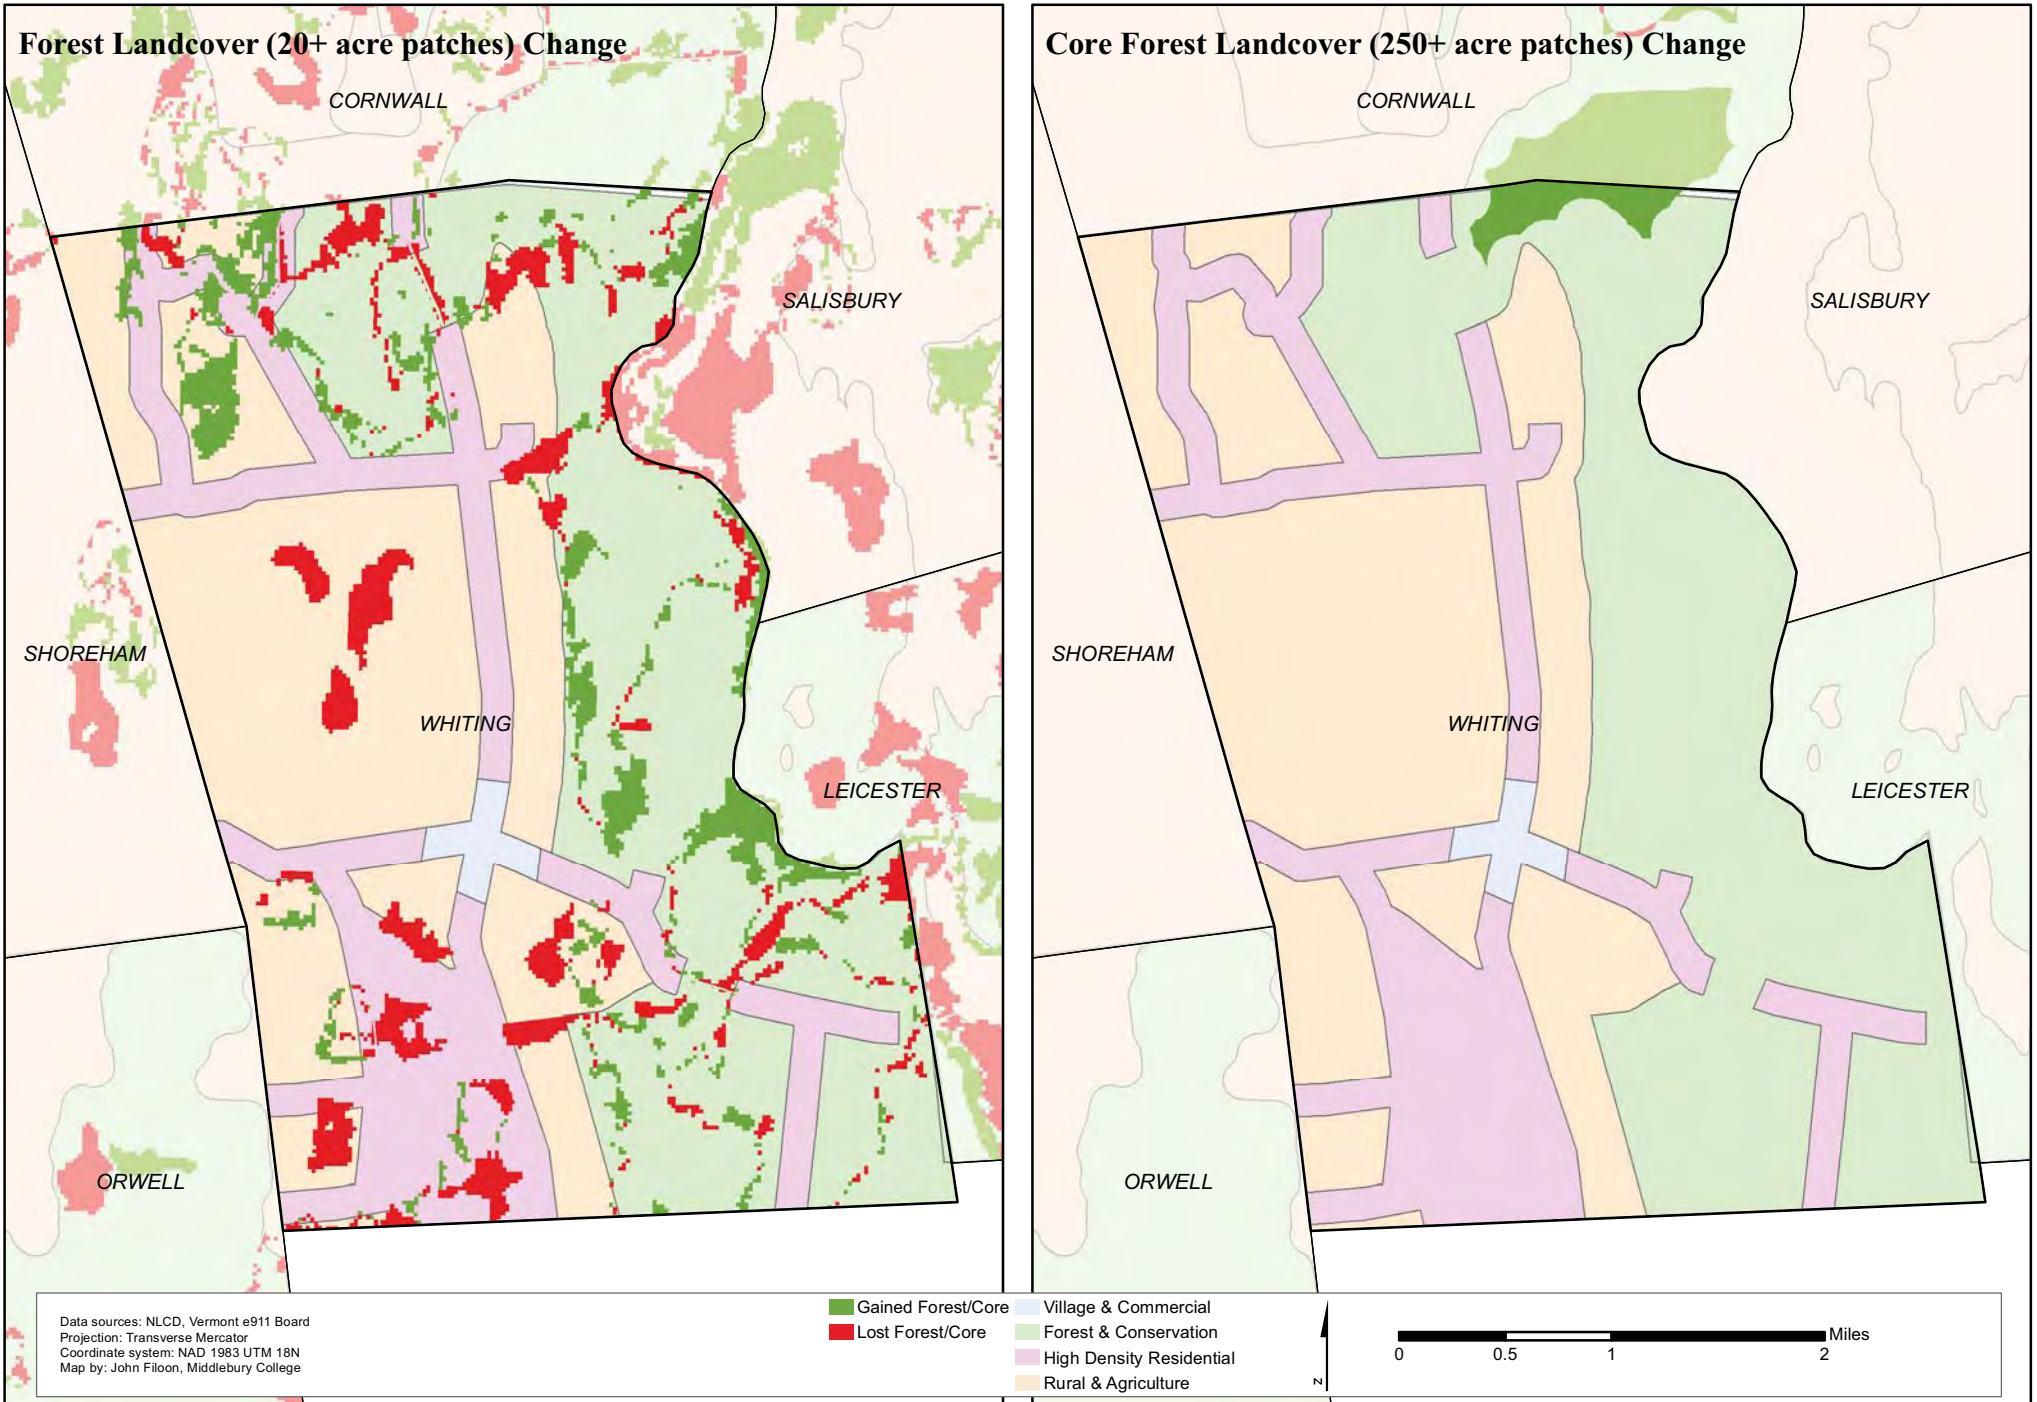 Forest Landcover (20+ acre patches) Change
CORNWALL
SALISBURY
SHOREHAM
WHITING
LEICESTER
ORWELL
Core Forest Landcover (250+ acre patches) Change
CORNWALL
SALISBURY
SHOREHAM
WHITING
LEICESTER
ORWELL
Data sources: NLCD, Vermont e911 Board
Projection: Transverse Mercator
Coordinate system: NAD 1983 UTM 18N
Map by: John Filoon, Middlebury College
Gained Forest/Core
Lost Forest/Core
Village & Commercial
Forest & Conservation
High Density Residential
Rural & Agriculture
N
Miles
0 0.5 1 2